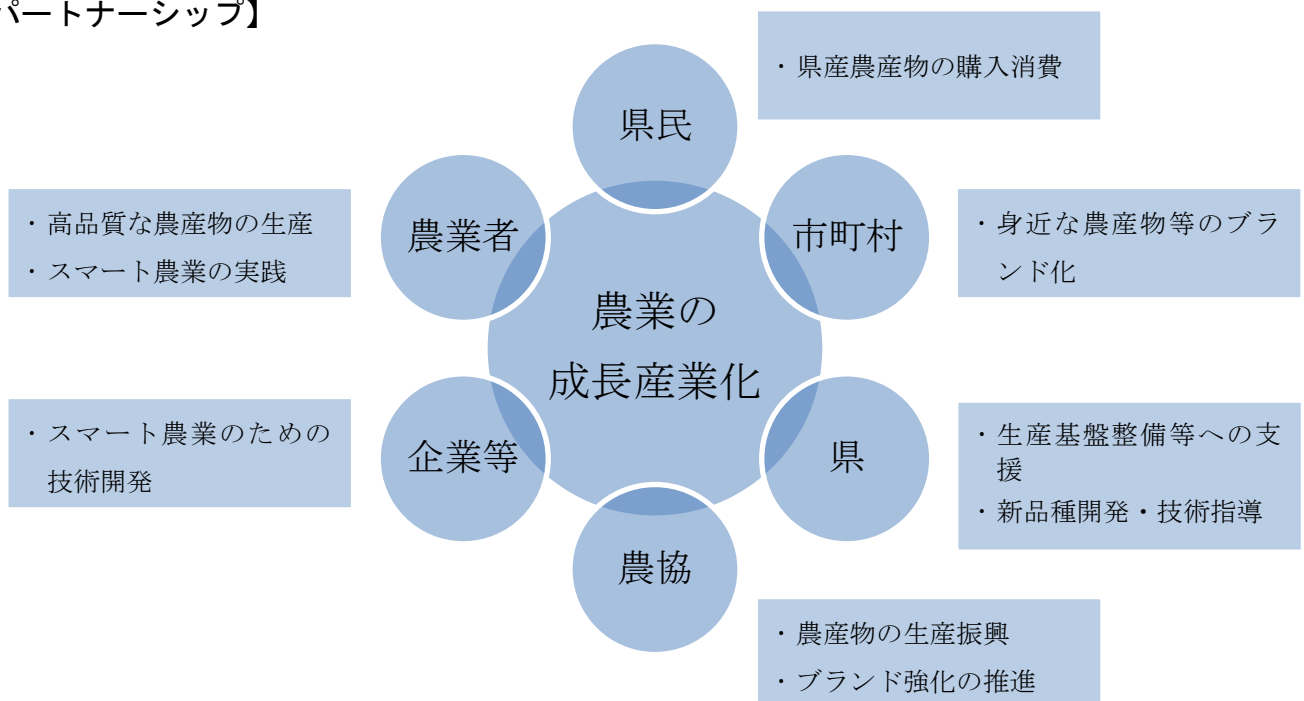 パートナーシップ】
・県産農産物の購入消費
県民
農業者
・高品質な農産物の生産
・スマート農業の実践
市町村
・身近な農産物等のブラ
ンド化
農業の
成長産業化
企業等
・スマート農業のための
技術開発
県
・生産基盤整備等への支
援
・新品種開発・技術指導
農協
・農産物の生産振興
・ブランド強化の推進